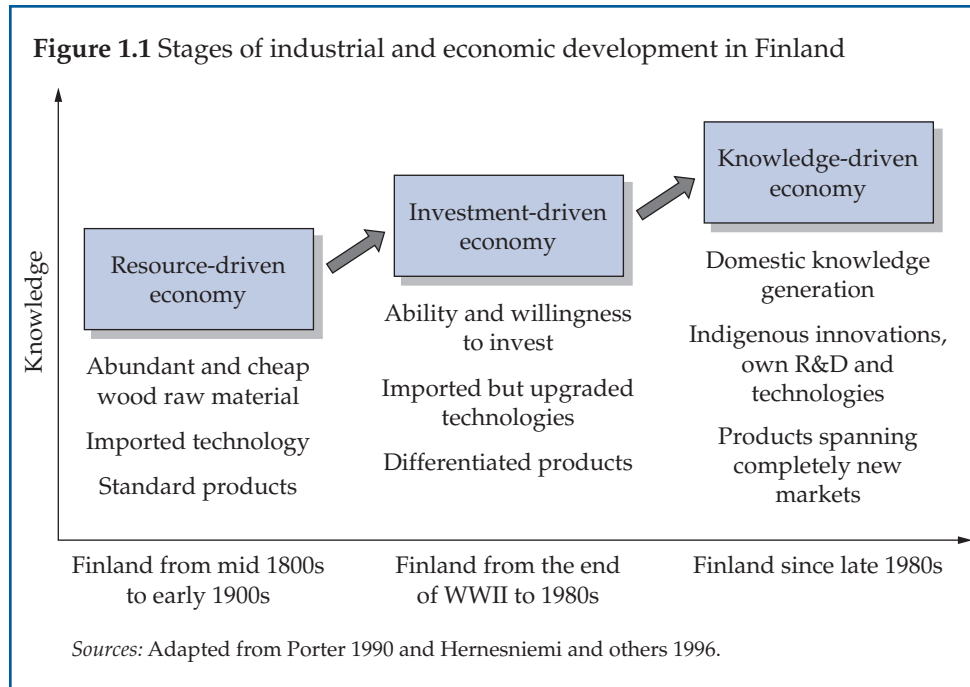 Figure 1.1 Stages of industrial and economic development in Finland
Knowledge
Resource-driven
economy
Abundant and cheap
wood raw material
Imported technology
Standard products
Finland from mid 1800s
to early 1900s
Investment-driven
economy
Ability and willingness
to invest
Imported but upgraded
technologies
Differentiated products
Finland from the end
of WWII to 1980s
Knowledge-driven
economy
Domestic knowledge
generation
Indigenous innovations,
own R&D and
technologies
Products spanning
completely new
markets
Finland since late 1980s
Sources: Adapted from Porter 1990 and Hernesniemi and others 1996.